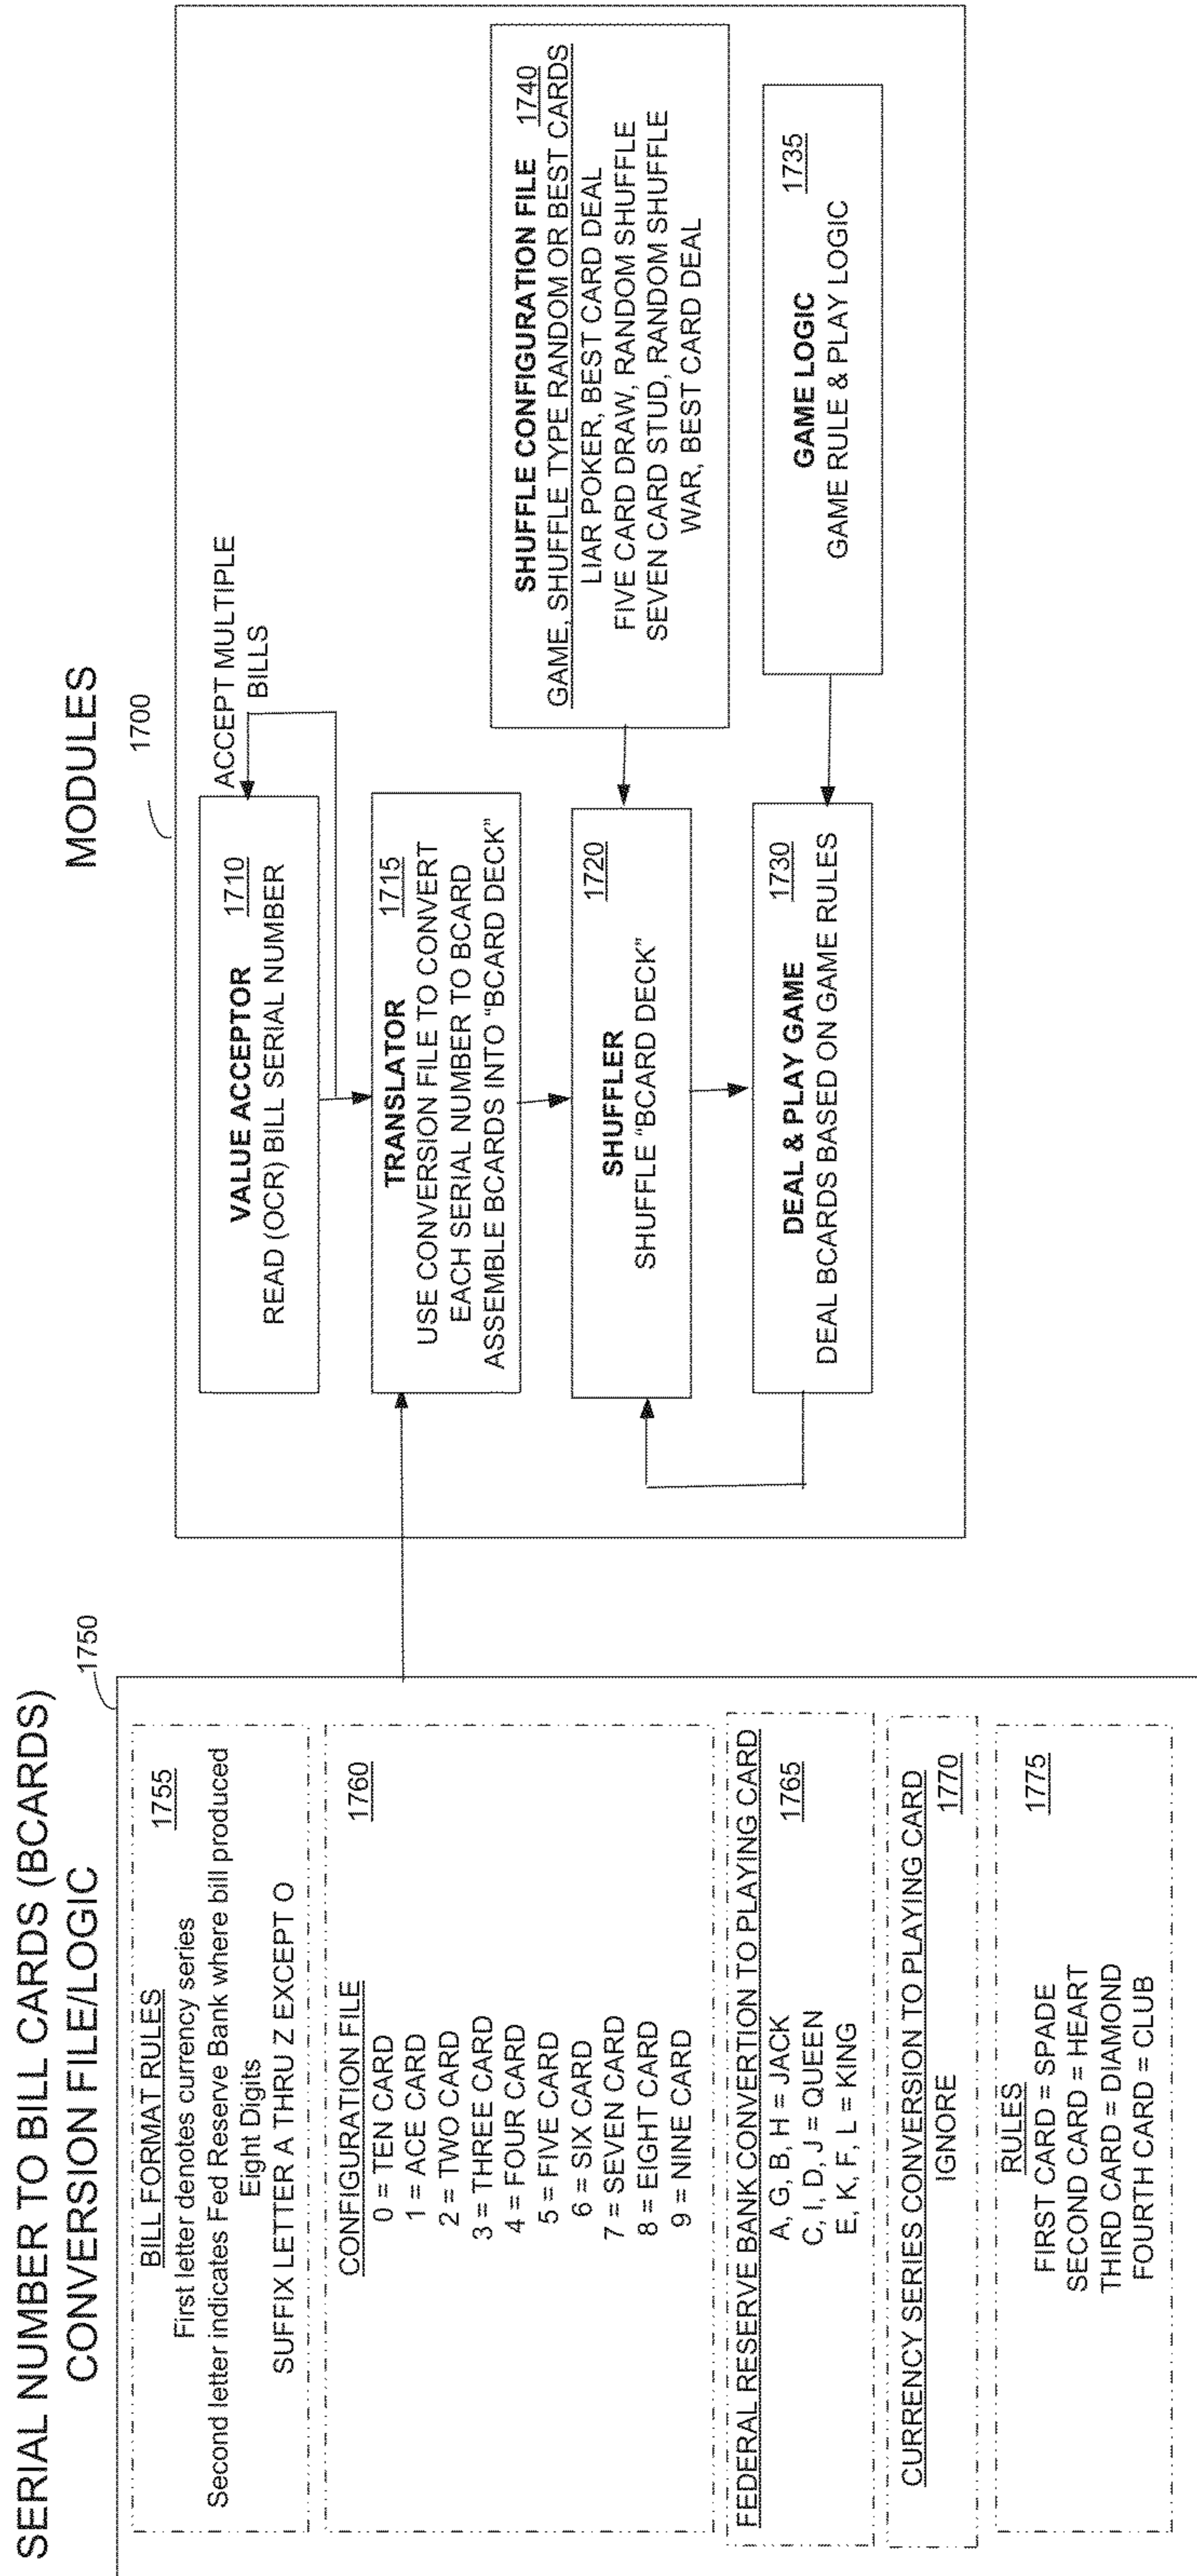 SERIAL NUMBER TO BILL CARDS (BCARDS)
CONVERSION FILE/LOGIC
1750
BILL FORMAT RULES
1755
First letter denotes currency series
Second letter indicates Fed Reserve Bank where bill produced
Eight Digits
SUFFIX LETTER A THRU Z EXCEPT O
CONFIGURATION FILE
1760
0 = TEN CARD
1 = ACE CARD
2 = TWO CARD
3 = THREE CARD
4 = FOUR CARD
5 = FIVE CARD
6 = SIX CARD
7 = SEVEN CARD
8 = EIGHT CARD
9 = NINE CARD
FEDERAL RESERVE BANK CONVERTION TO PLAYING CARD
1765
A, G, B, H = JACK
C, I, D, J = QUEEN
E, K, F, L = KING
CURRENCY SERIES CONVERSION TO PLAYING CARD
IGNORE
1770
RULES
1775
FIRST CARD = SPADE
SECOND CARD = HEART
THIRD CARD = DIAMOND
FOURTH CARD = CLUB
MODULES
1700
VALUE ACCEPTOR 1710
READ (OCR) BILL SERIAL NUMBER
ACCEPT MULTIPLE
BILLS
TRANSLATOR 1715
USE CONVERSION FILE TO CONVERT
EACH SERIAL NUMBER TO BCARD
ASSEMBLE BCARDS INTO “BCARD DECK”
SHUFFLER 1720
SHUFFLE “BCARD DECK”
SHUFFLE CONFIGURATION FILE 1740
GAME, SHUFFLE TYPE RANDOM OR BEST CARDS
LIAR POKER, BEST CARD DEAL
FIVE CARD DRAW, RANDOM SHUFFLE
SEVEN CARD STUD, RANDOM SHUFFLE
WAR, BEST CARD DEAL
DEAL & PLAY GAME 1730
DEAL BCARDS BASED ON GAME RULES
GAME LOGIC 1735
GAME RULE & PLAY LOGIC